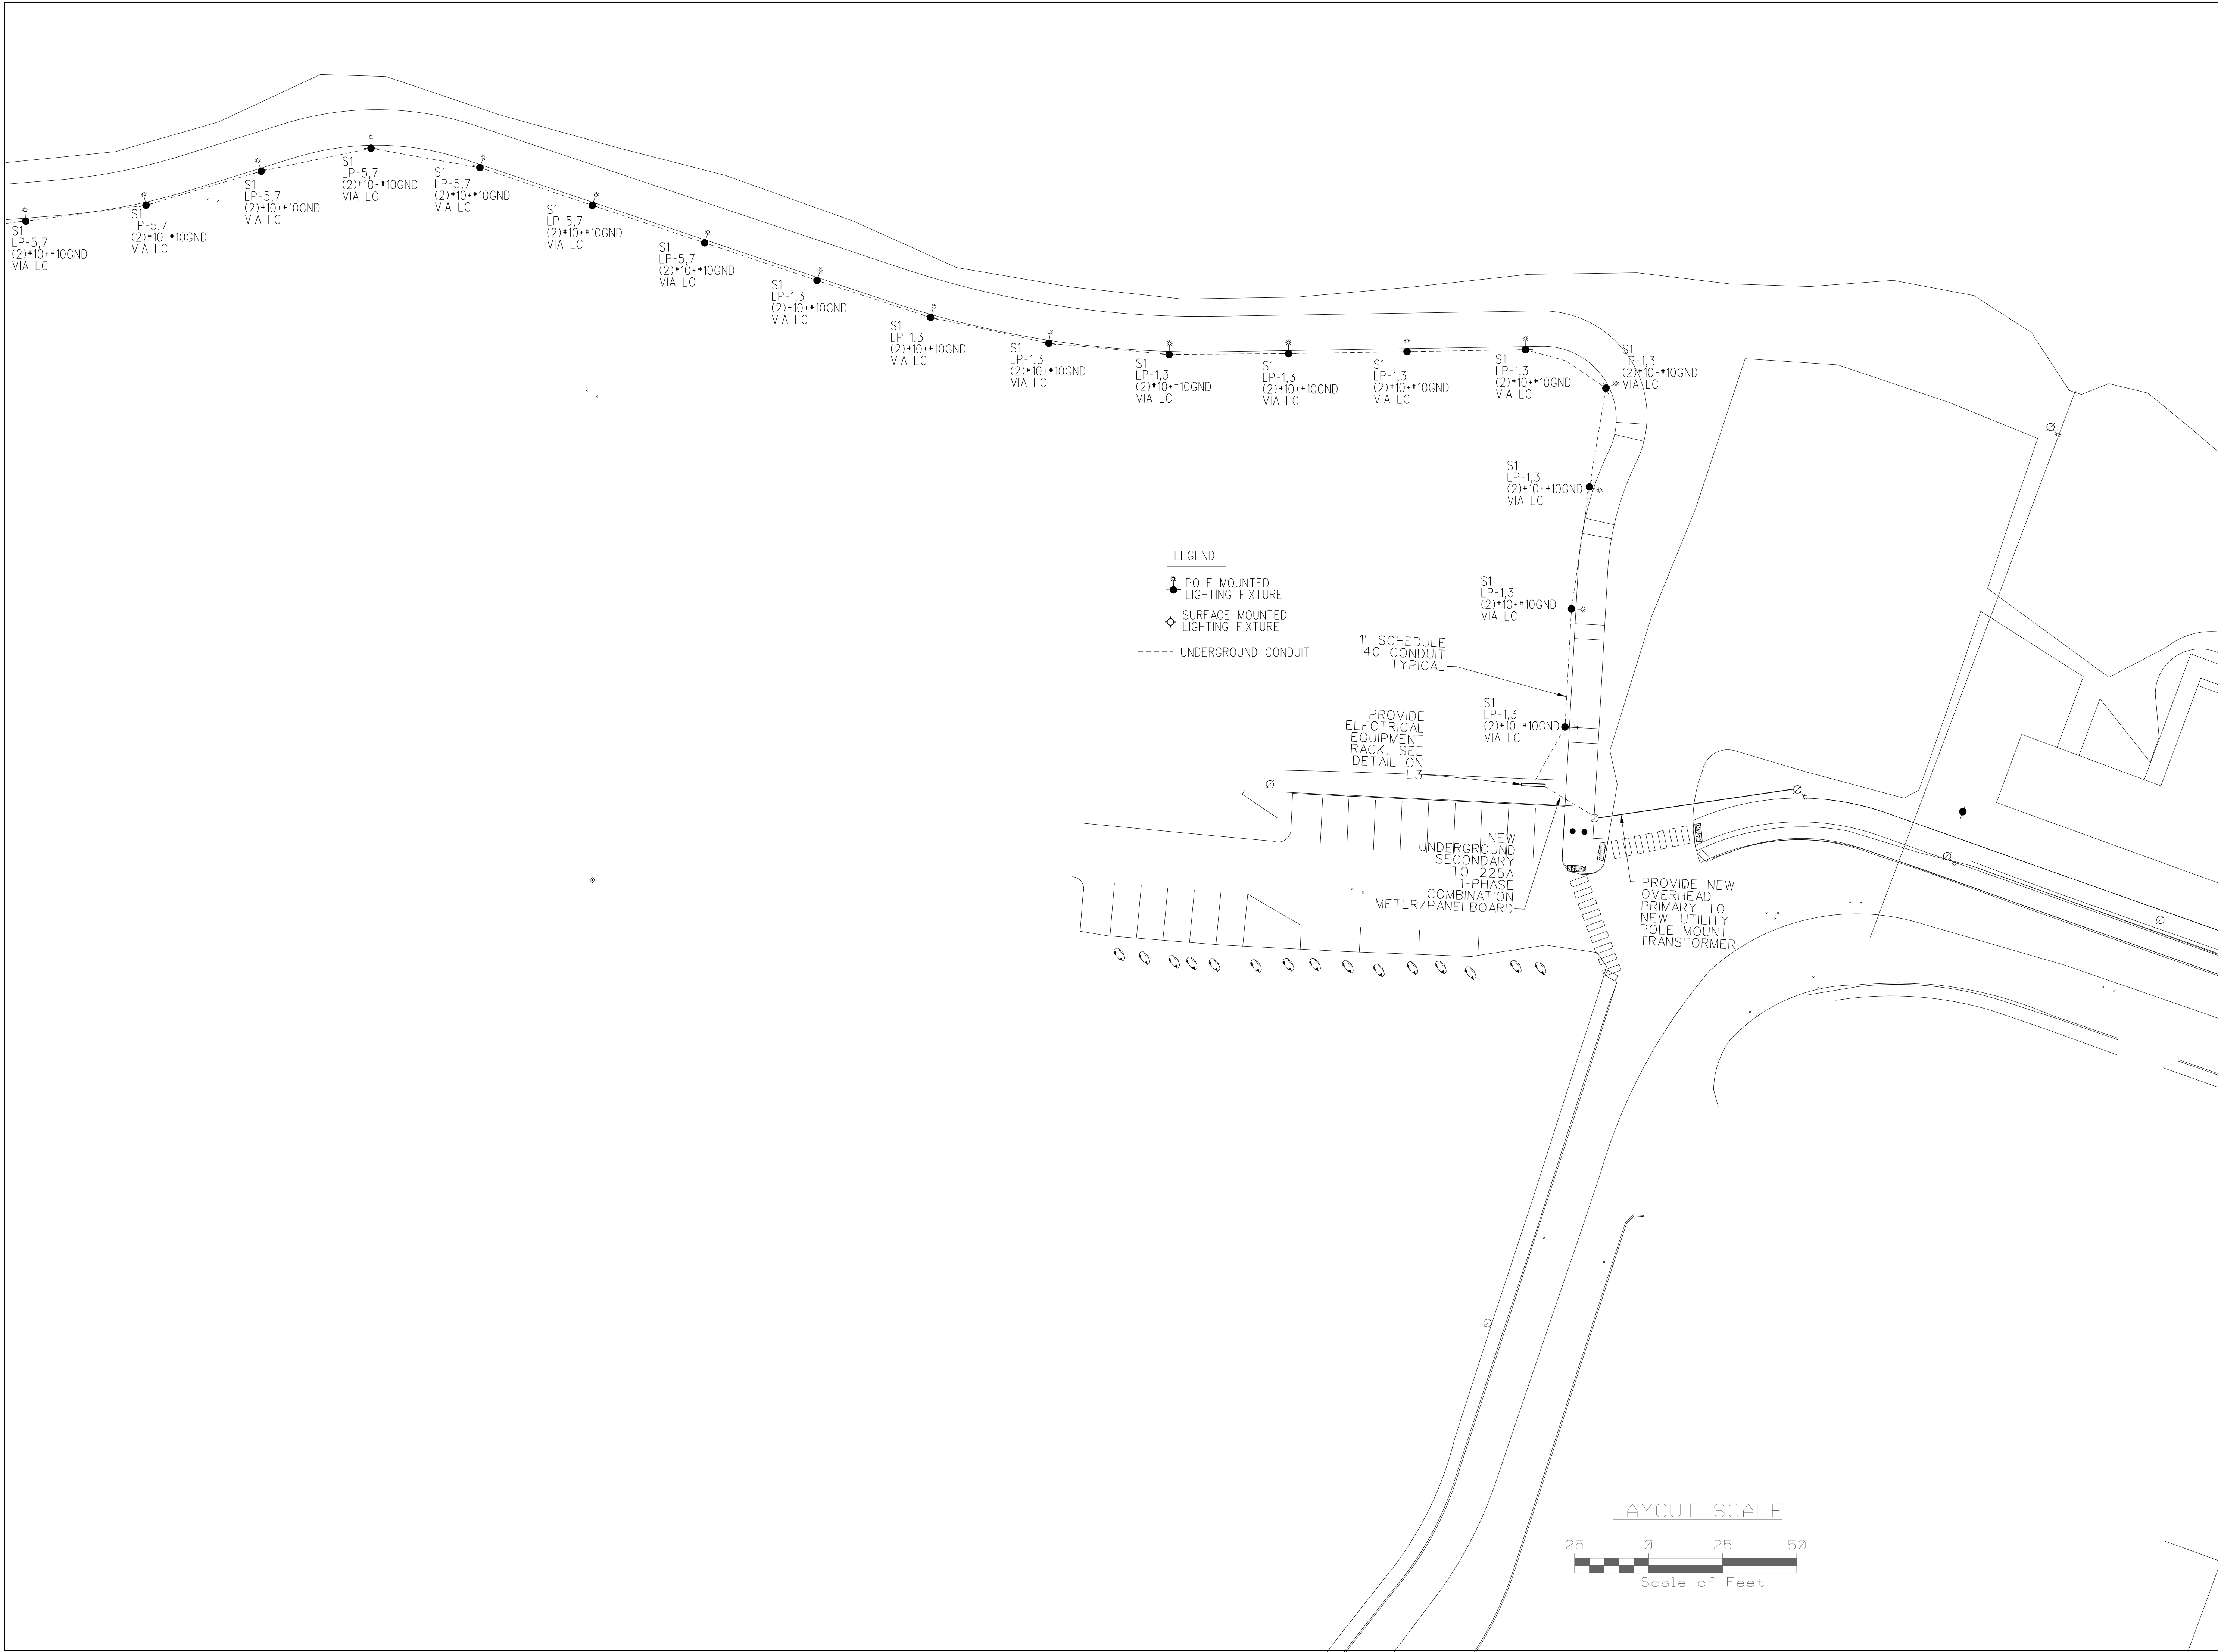 S1
LP-5,7
(2)#10+#10GND
VIA LC
S1
LP-5,7
(2)#10+#10GND
VIA LC
S1
LP-5,7
(2)#10+#10GND
VIA LC
S1
LP-5,7
(2)#10+#10GND
VIA LC
S1
LP-5,7
(2)#10+#10GND
VIA LC
S1
LP-5,7
(2)#10+#10GND
VIA LC
S1
LP-5,7
(2)#10+#10GND
VIA LC
S1
LP-1,3
(2)#10+#10GND
VIA LC
S1
LP-1,3
(2)#10+#10GND
VIA LC
S1
LP-1,3
(2)#10+#10GND
VIA LC
S1
LP-1,3
(2)#10+#10GND
VIA LC
S1
LP-1,3
(2)#10+#10GND
VIA LC
S1
LP-1,3
(2)#10+#10GND
VIA LC
S1
LP-1,3
(2)#10+#10GND
VIA LC
S1
LP-1,3
(2)#10+#10GND
VIA LC
S1
LP-1,3
(2)#10+#10GND
VIA LC
S1
LP-1,3
(2)#10+#10GND
VIA LC
S1
LP-1,3
(2)#10+#10GND
VIA LC
LEGEND
POLE MOUNTED
LIGHTING FIXTURE
SURFACE MOUNTED
LIGHTING FIXTURE
UNDERGROUND CONDUIT
1" SCHEDULE
40 CONDUIT
TYPICAL
PROVIDE
ELECTRICAL
EQUIPMENT
RACK. SEE
DETAIL ON
E3
NEW
UNDERGROUND
SECONDARY
TO 225A
1-PHASE
COMBINATION
METER/PANELBOARD
PROVIDE NEW
OVERHEAD
PRIMARY TO
NEW UTILITY
POLE MOUNT
TRANSFORMER
LAYOUT SCALE
25 0 25 50
Scale of Feet